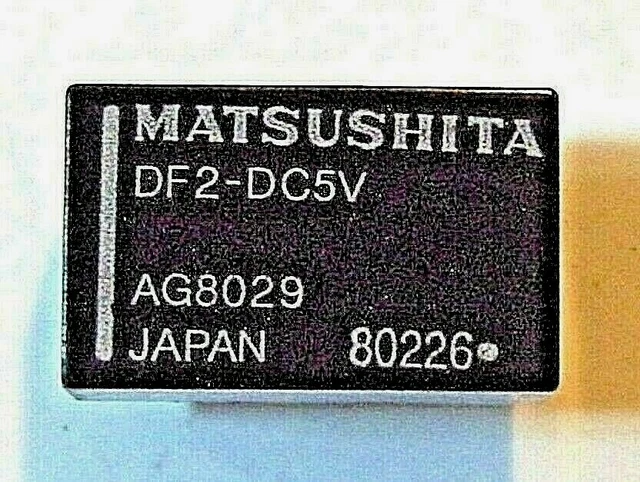 MATSUSHITA
DF2-DC5V
AG8029
JAPAN 80226